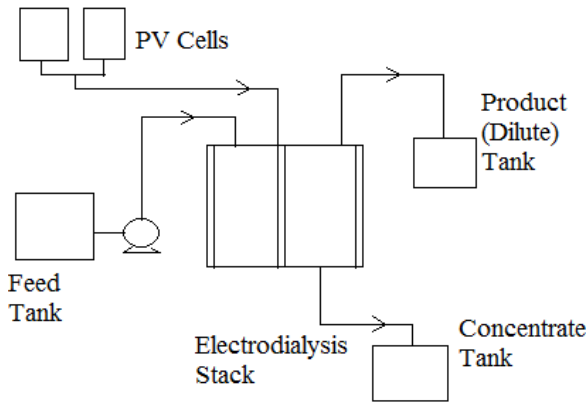 PV Cells
Product
(Dilute)
Tank
Feed
Tank
Electrodialysis
Stack
Concentrate
Tank